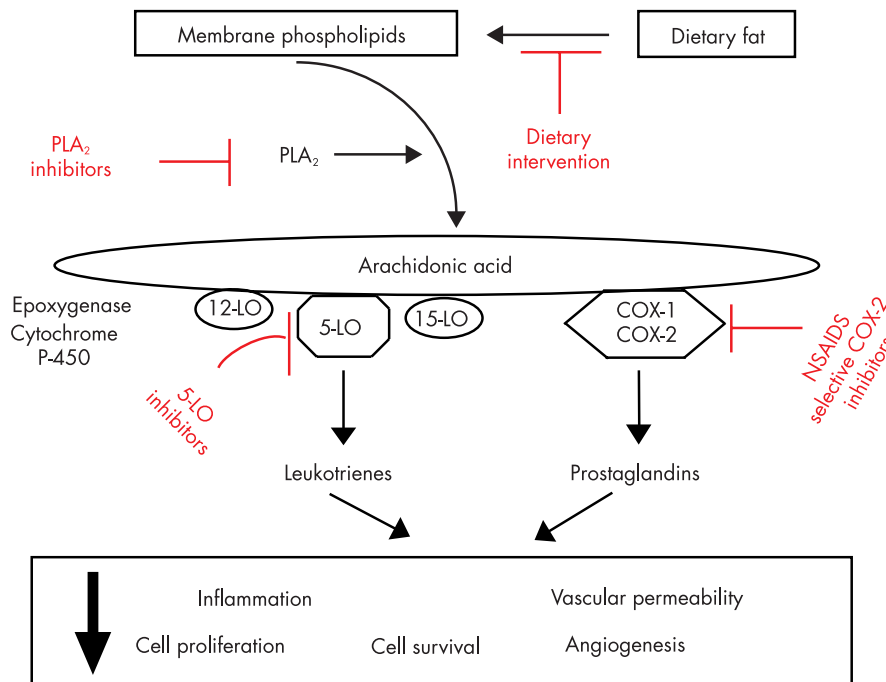 Membrane phospholipids
Dietary fat
PLA₂
inhibitors
PLA₂
Dietary
intervention
Arachidonic acid
Epoxygenase
Cytochrome
P-450
12-LO
5-LO
15-LO
COX-1
COX-2
5-LO
inhibitors
NSAIDS
selective COX-2
inhibitors
Leukotrienes
Prostaglandins
Inflammation
Vascular permeability
Cell proliferation
Cell survival
Angiogenesis